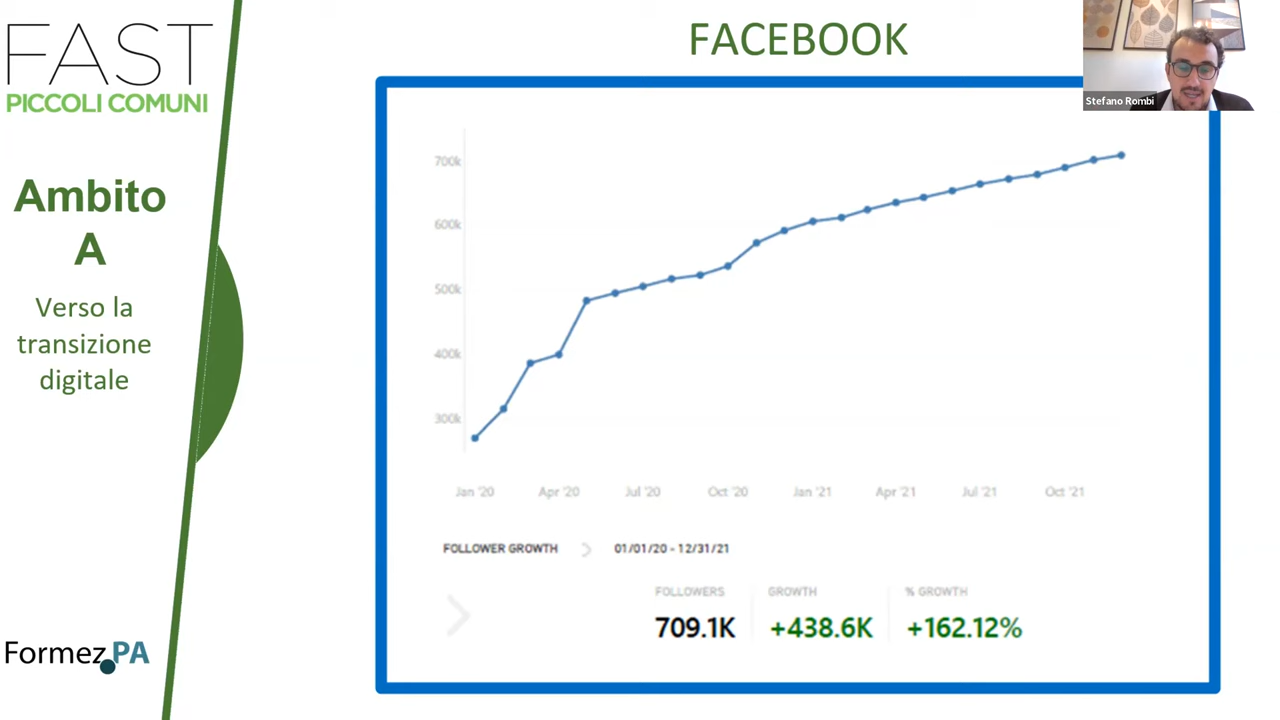 FAST
PICCOLI COMUNI
Ambito
A
Verso la
transizione
digitale
Formez PA
FACEBOOK
Stefano Rombi
700k
600k
500k
400k
300k
Jan '20 Apr '20 Jul '20 Oct '20 Jan '21 Apr '21 Jul '21 Oct '21
FOLLOWER GROWTH 01/01/20 - 12/31/21
FOLLOWERS GROWTH % GROWTH
709.1K +438.6K +162.12%